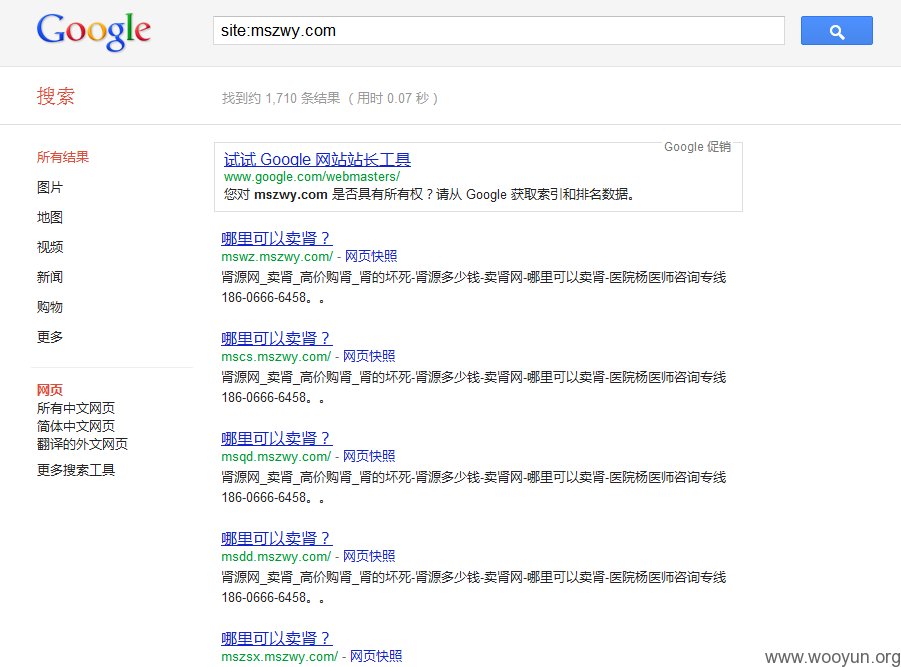 Google
site:mszwy.com
搜索
找到约 1,710 条结果 （用时 0.07 秒）
所有结果
图片
地图
视频
新闻
购物
更多
网页
所有中文网页
简体中文网页
翻译的外文网页
更多搜索工具
Google 促销
试试 Google 网站站长工具
www.google.com/webmasters/
您对 mszwy.com 是否具有所有权？请从 Google 获取索引和排名数据。
哪里可以卖肾？
mswz.mszwy.com/ - 网页快照
肾源网_卖肾_高价购肾_肾的坏死-肾源多少钱-卖肾网-哪里可以卖肾-医院杨医师咨询专线
186-0666-6458。。
哪里可以卖肾？
mscs.mszwy.com/ - 网页快照
肾源网_卖肾_高价购肾_肾的坏死-肾源多少钱-卖肾网-哪里可以卖肾-医院杨医师咨询专线
186-0666-6458。。
哪里可以卖肾？
msqd.mszwy.com/ - 网页快照
肾源网_卖肾_高价购肾_肾的坏死-肾源多少钱-卖肾网-哪里可以卖肾-医院杨医师咨询专线
186-0666-6458。。
哪里可以卖肾？
msdd.mszwy.com/ - 网页快照
肾源网_卖肾_高价购肾_肾的坏死-肾源多少钱-卖肾网-哪里可以卖肾-医院杨医师咨询专线
186-0666-6458。。
哪里可以卖肾？
mszsx.mszwy.com/ - 网页快照
www.wooyun.org